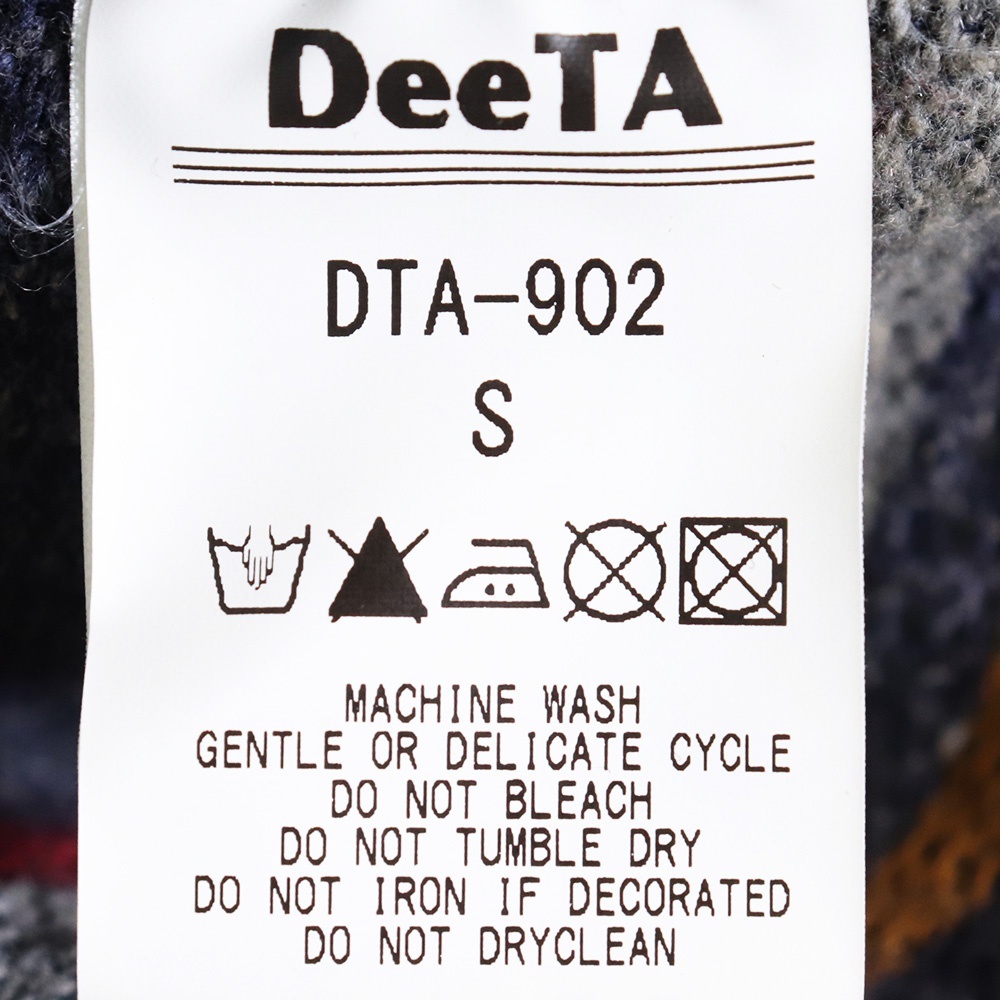 DeeTA
DTA-902
S
MACHINE WASH
GENTLE OR DELICATE CYCLE
DO NOT BLEACH
DO NOT TUMBLE DRY
DO NOT IRON IF DECORATED
DO NOT DRYCLEAN